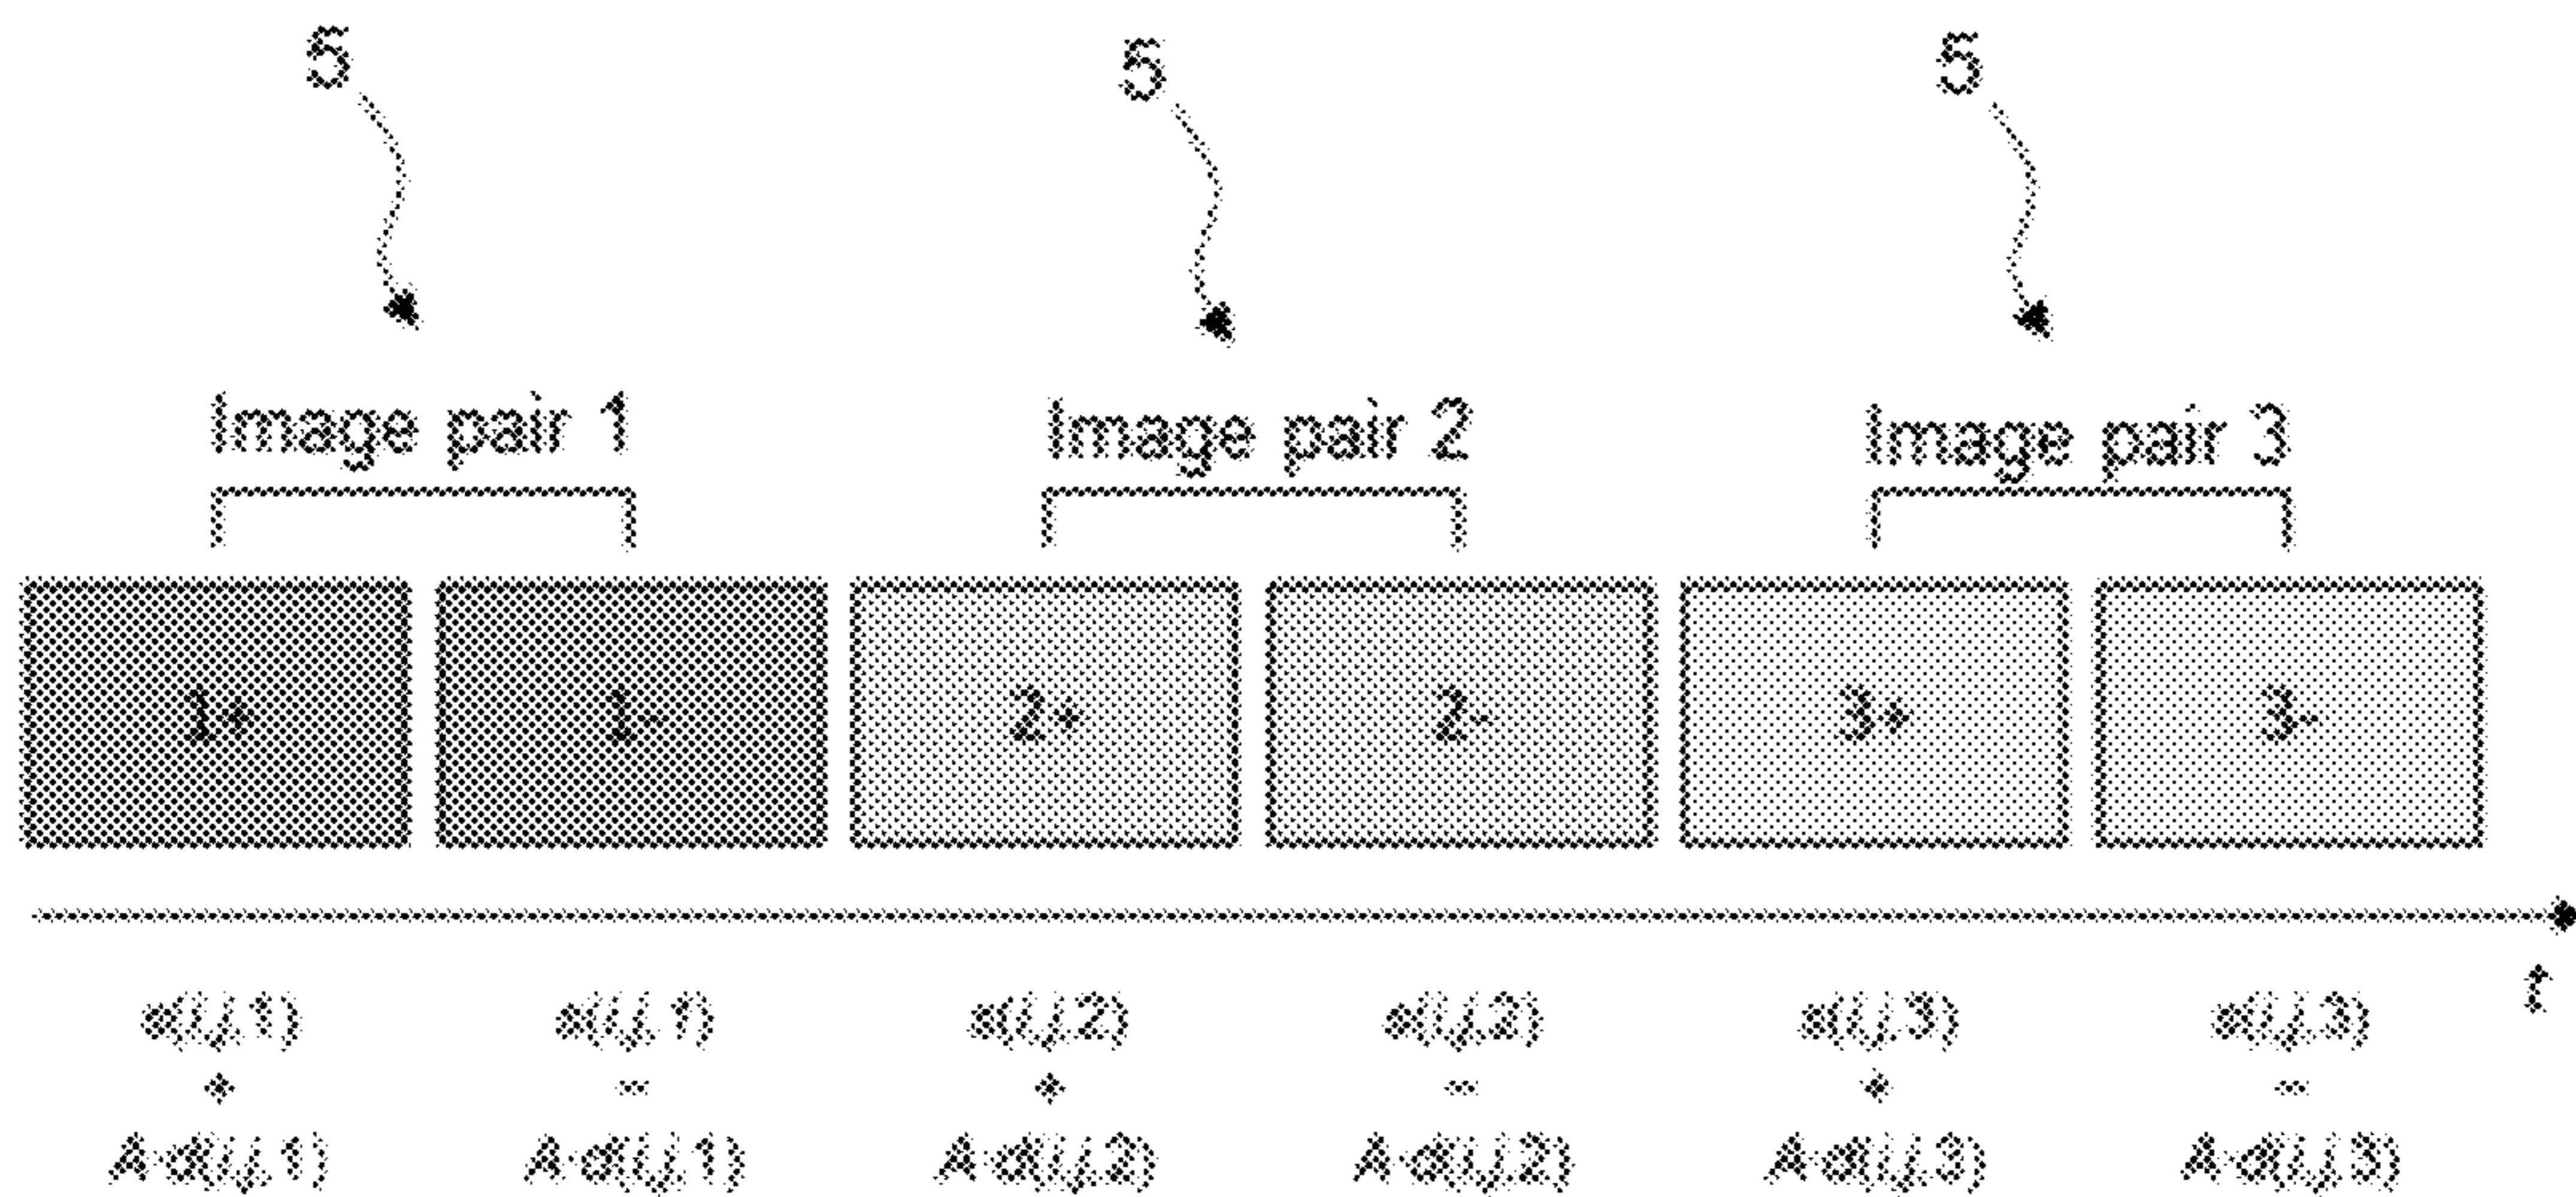 5 5 5
Image pair 1 Image pair 2 Image pair 3
1+ 1- 2+ 2- 3+ 3-
t
s(i,j,1) s(i,j,1) s(i,j,2) s(i,j,2) s(i,j,3) s(i,j,3)
+ − + − + −
A·d(i,j,1) A·d(i,j,1) A·d(i,j,2) A·d(i,j,2) A·d(i,j,3) A·d(i,j,3)